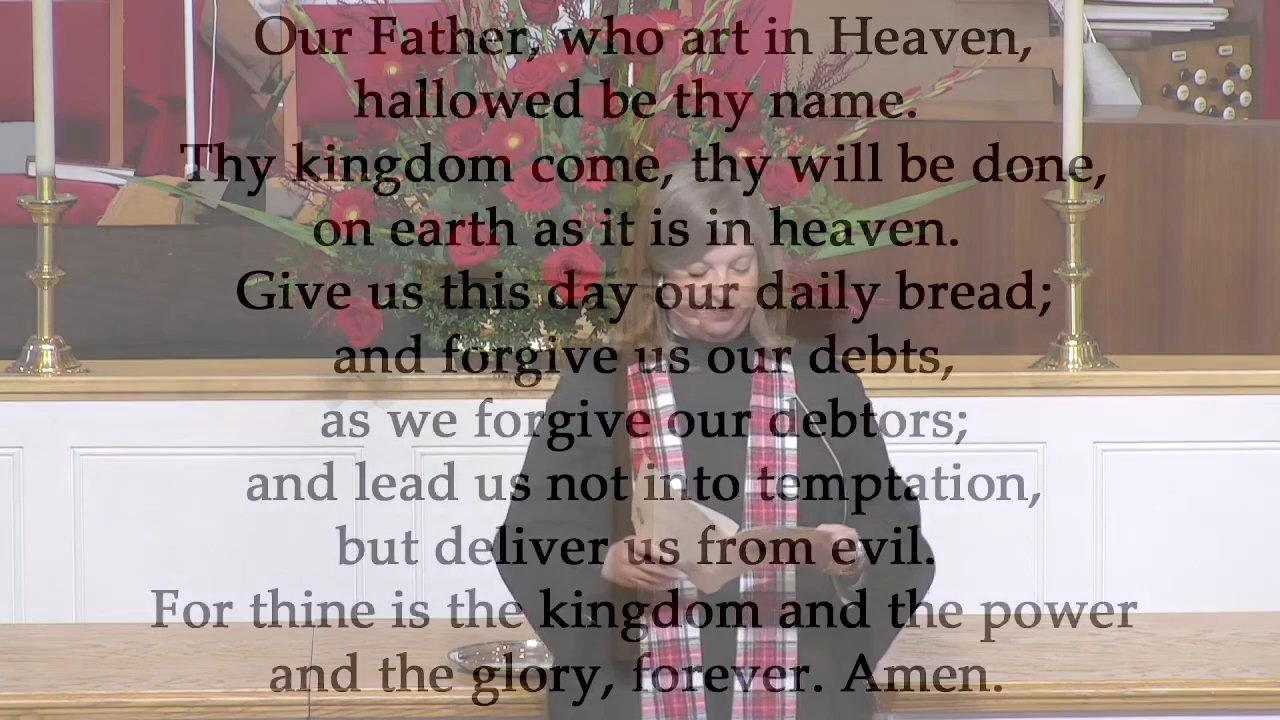 Our Father, who art in Heaven,
hallowed be thy name.
Thy kingdom come, thy will be done,
on earth as it is in heaven.
Give us this day our daily bread;
and forgive us our debts,
as we forgive our debtors;
and lead us not into temptation,
but deliver us from evil.
For thine is the kingdom and the power
and the glory, forever. Amen.